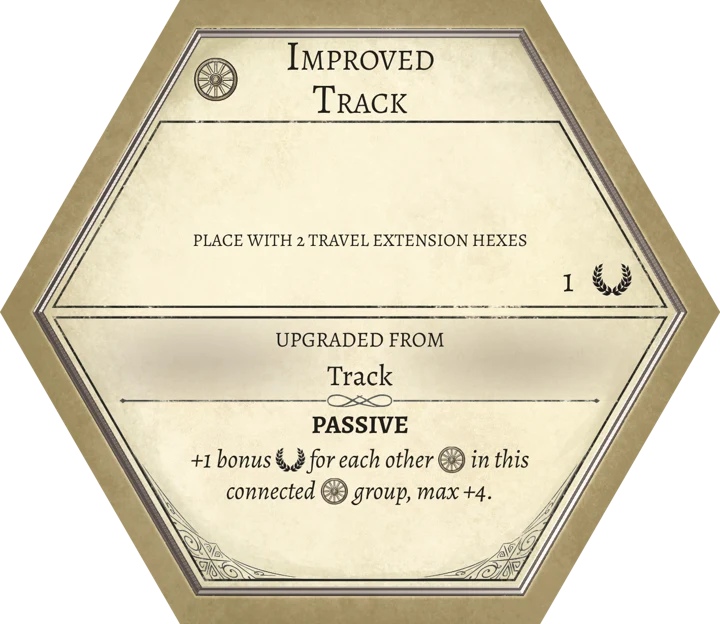 Improved
Track
PLACE WITH 2 TRAVEL EXTENSION HEXES
1
UPGRADED FROM
Track
PASSIVE
+1 bonus for each other in this
connected group, max +4.